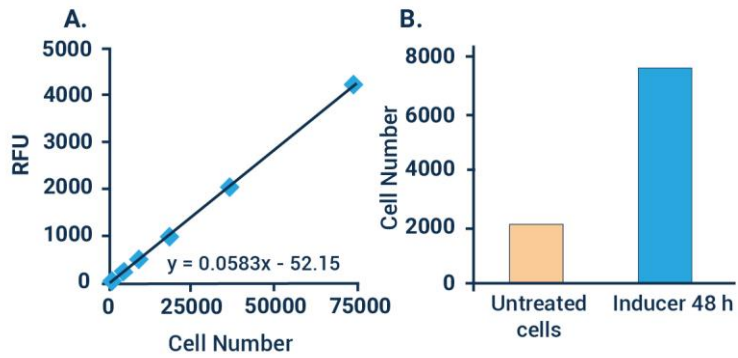 A.
5000
4000
3000
2000
1000
0
RFU
y = 0.0583x - 52.15
0 25000 50000 75000
Cell Number
B.
8000
6000
4000
2000
0
Cell Number
Untreated cells
Inducer 48 h